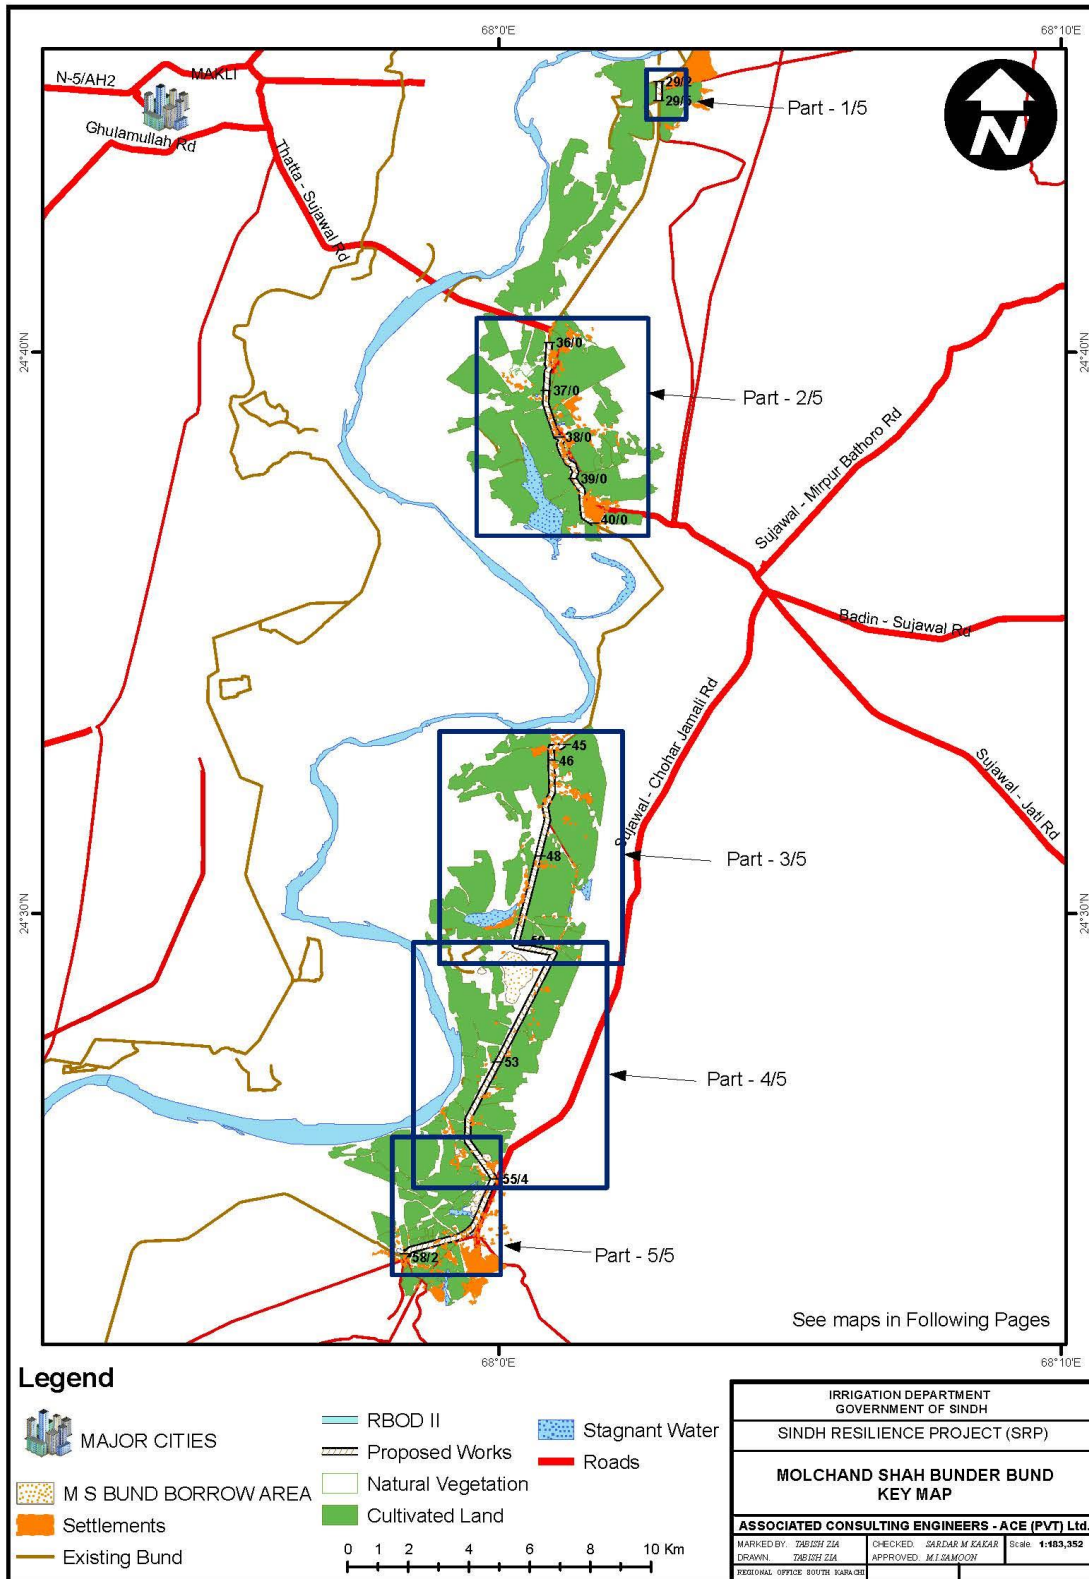 68°0'E
68°10'E
N-5/AH2
MAKLI
29/2
29/5
Part - 1/5
N
Ghulamullah Rd
Thatta - Sujawal Rd
24°40'N
24°40'N
36/0
37/0
Part - 2/5
38/0
39/0
40/0
Sujawal - Mirpur Bathoro Rd
Badin - Sujawal Rd
Sujawal - Chohar Jamali Rd
Sujawal - Jati Rd
45
46
48
Part - 3/5
24°30'N
24°30'N
50
53
Part - 4/5
55/4
58/2
Part - 5/5
See maps in Following Pages
68°0'E
68°10'E
Legend
MAJOR CITIES
M S BUND BORROW AREA
Settlements
Existing Bund
RBOD II
Proposed Works
Natural Vegetation
Cultivated Land
Stagnant Water
Roads
0 1 2 4 6 8 10 Km
IRRIGATION DEPARTMENT
GOVERNMENT OF SINDH
SINDH RESILIENCE PROJECT (SRP)
MOLCHAND SHAH BUNDER BUND
KEY MAP
ASSOCIATED CONSULTING ENGINEERS - ACE (PVT) Ltd.
MARKED BY. TABISH ZIA CHECKED. SARDAR M KAKAR Scale. 1:183,352
DRAWN. TABISH ZIA APPROVED. M.I.SAMOON
REGIONAL OFFICE SOUTH KARACHI